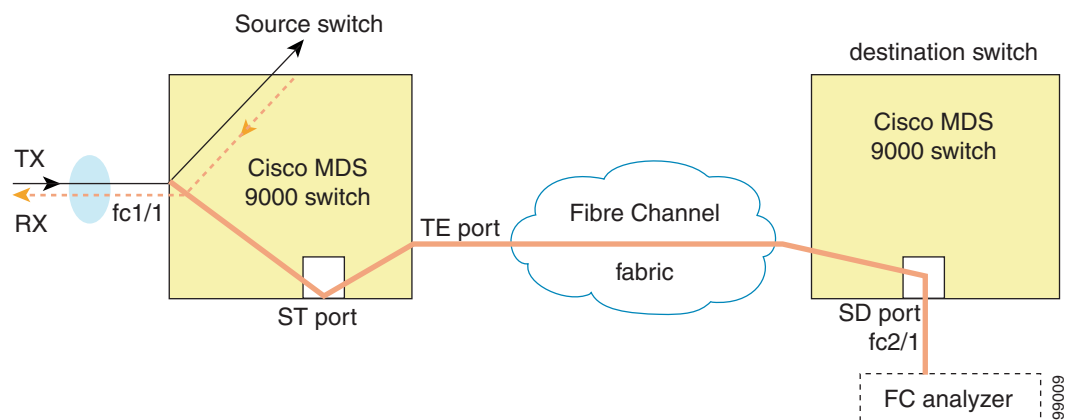 Source switch
destination switch
Cisco MDS
9000 switch
Cisco MDS
9000 switch
TX
RX
fc1/1
TE port
Fibre Channel
fabric
ST port
SD port
fc2/1
FC analyzer
99009